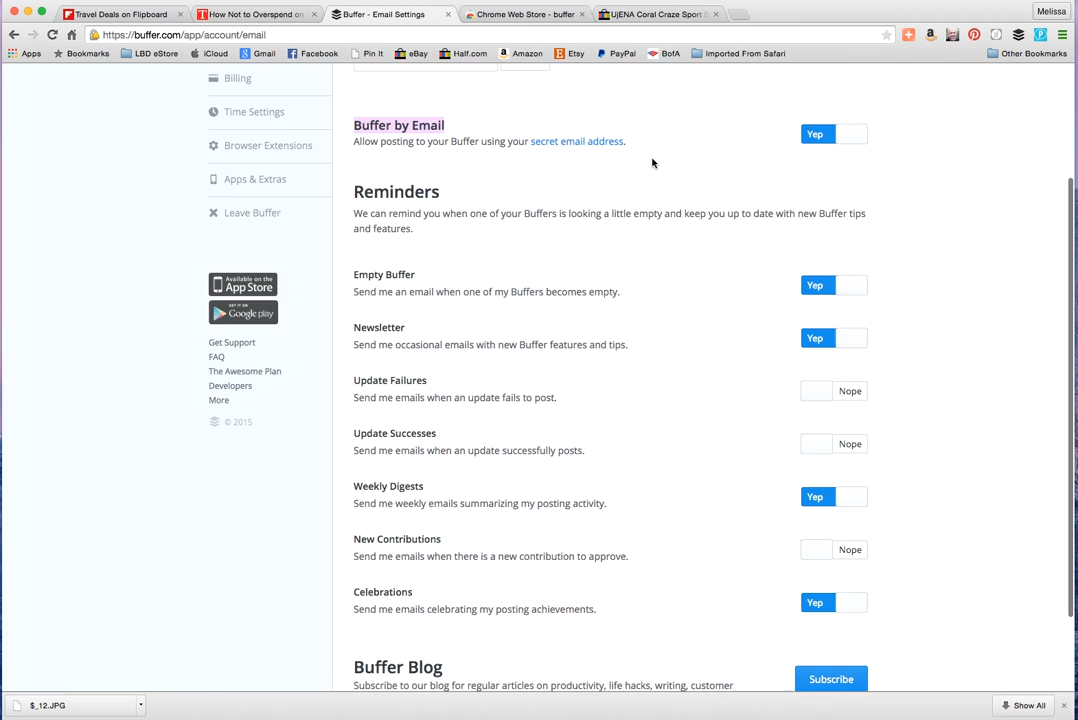 Travel Deals on Flipboard
How Not to Overspend on
Buffer - Email Settings
Chrome Web Store - buffer
UjENA Coral Craze Sport B
Melissa
https://buffer.com/app/account/email
Apps
Bookmarks
LBD eStore
iCloud
Gmail
Facebook
Pin It
eBay
Half.com
Amazon
Etsy
PayPal
BofA
Imported From Safari
Other Bookmarks
Billing
Time Settings
Browser Extensions
Apps & Extras
Leave Buffer
Available on the
App Store
GET IT ON
Google play
Get Support
FAQ
The Awesome Plan
Developers
More
© 2015
Buffer by Email
Allow posting to your Buffer using your secret email address.
Yep
Reminders
We can remind you when one of your Buffers is looking a little empty and keep you up to date with new Buffer tips
and features.
Empty Buffer
Send me an email when one of my Buffers becomes empty.
Yep
Newsletter
Send me occasional emails with new Buffer features and tips.
Yep
Update Failures
Send me emails when an update fails to post.
Nope
Update Successes
Send me emails when an update successfully posts.
Nope
Weekly Digests
Send me weekly emails summarizing my posting activity.
Yep
New Contributions
Send me emails when there is a new contribution to approve.
Nope
Celebrations
Send me emails celebrating my posting achievements.
Yep
Buffer Blog
Subscribe to our blog for regular articles on productivity, life hacks, writing, customer
Subscribe
$_12.JPG
Show All